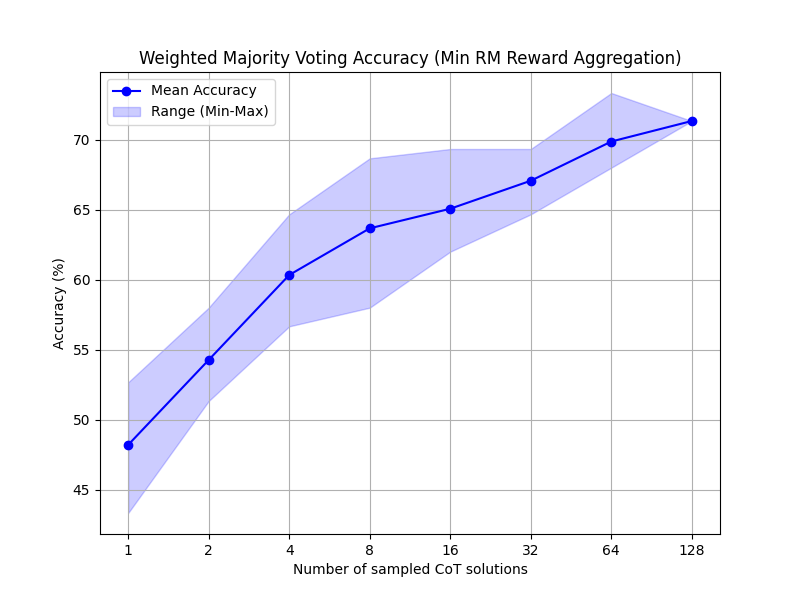 Weighted Majority Voting Accuracy (Min RM Reward Aggregation)
Mean Accuracy
Range (Min-Max)
70
65
60
55
50
45
Accuracy (%)
1 2 4 8 16 32 64 128
Number of sampled CoT solutions